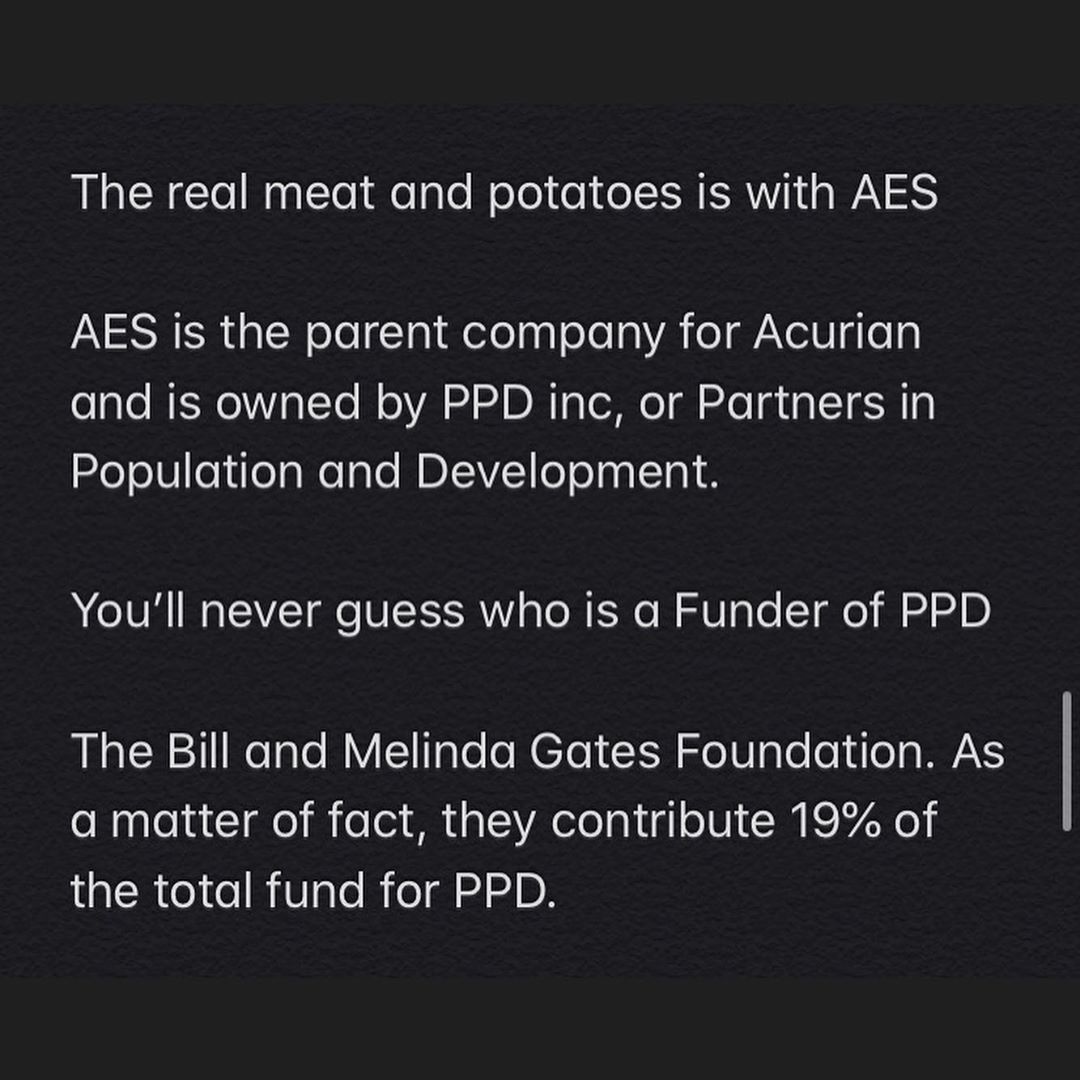 The real meat and potatoes is with AES
AES is the parent company for Acurian
and is owned by PPD inc, or Partners in
Population and Development.
You’ll never guess who is a Funder of PPD
The Bill and Melinda Gates Foundation. As
a matter of fact, they contribute 19% of
the total fund for PPD.